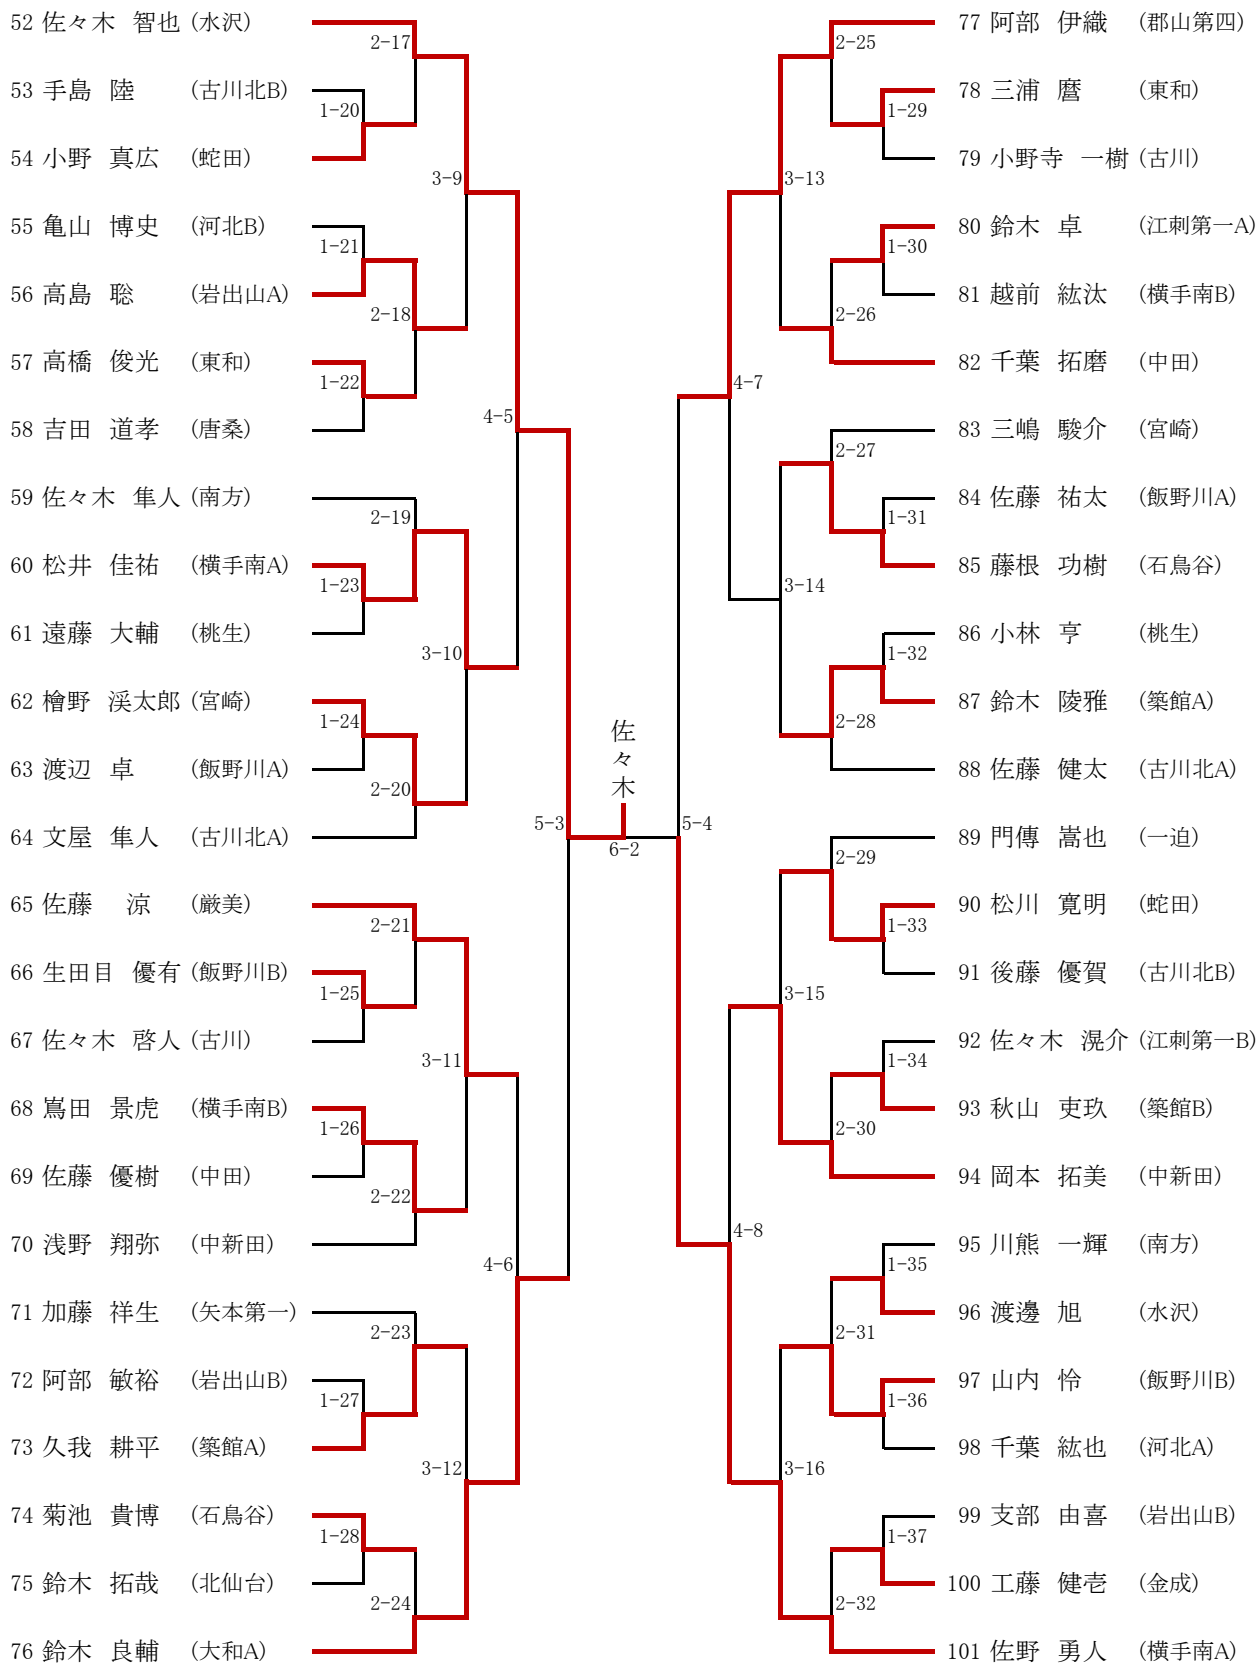 52 佐々木 智也 (水沢)
53 手島 陸 (古川北B)
54 小野 真広 (蛇田)
55 亀山 博史 (河北B)
56 高島 聡 (岩出山A)
57 高橋 俊光 (東和)
58 吉田 道孝 (唐桑)
59 佐々木 隼人 (南方)
60 松井 佳祐 (横手南A)
61 遠藤 大輔 (桃生)
62 檜野 渓太郎 (宮崎)
63 渡辺 卓 (飯野川A)
64 文屋 隼人 (古川北A)
65 佐藤 涼 (厳美)
66 生田目 優有 (飯野川B)
67 佐々木 啓人 (古川)
68 嶌田 景虎 (横手南B)
69 佐藤 優樹 (中田)
70 浅野 翔弥 (中新田)
71 加藤 祥生 (矢本第一)
72 阿部 敏裕 (岩出山B)
73 久我 耕平 (築館A)
74 菊池 貴博 (石鳥谷)
75 鈴木 拓哉 (北仙台)
76 鈴木 良輔 (大和A)
1-20
1-21
1-22
1-23
1-24
1-25
1-26
1-27
1-28
2-17
2-18
2-19
2-20
2-21
2-22
2-23
2-24
3-9
3-10
3-11
3-12
4-5
4-6
5-3
佐々木
6-2
5-4
4-7
4-8
3-13
3-14
3-15
3-16
2-25
2-26
2-27
2-28
2-29
2-30
2-31
2-32
1-29
1-30
1-31
1-32
1-33
1-34
1-35
1-36
1-37
77 阿部 伊織 (郡山第四)
78 三浦 麿 (東和)
79 小野寺 一樹 (古川)
80 鈴木 卓 (江刺第一A)
81 越前 紘汰 (横手南B)
82 千葉 拓磨 (中田)
83 三嶋 駿介 (宮崎)
84 佐藤 祐太 (飯野川A)
85 藤根 功樹 (石鳥谷)
86 小林 亨 (桃生)
87 鈴木 陵雅 (築館A)
88 佐藤 健太 (古川北A)
89 門傳 嵩也 (一迫)
90 松川 寛明 (蛇田)
91 後藤 優賀 (古川北B)
92 佐々木 滉介 (江刺第一B)
93 秋山 吏玖 (築館B)
94 岡本 拓美 (中新田)
95 川熊 一輝 (南方)
96 渡邊 旭 (水沢)
97 山内 怜 (飯野川B)
98 千葉 紘也 (河北A)
99 支部 由喜 (岩出山B)
100 工藤 健壱 (金成)
101 佐野 勇人 (横手南A)